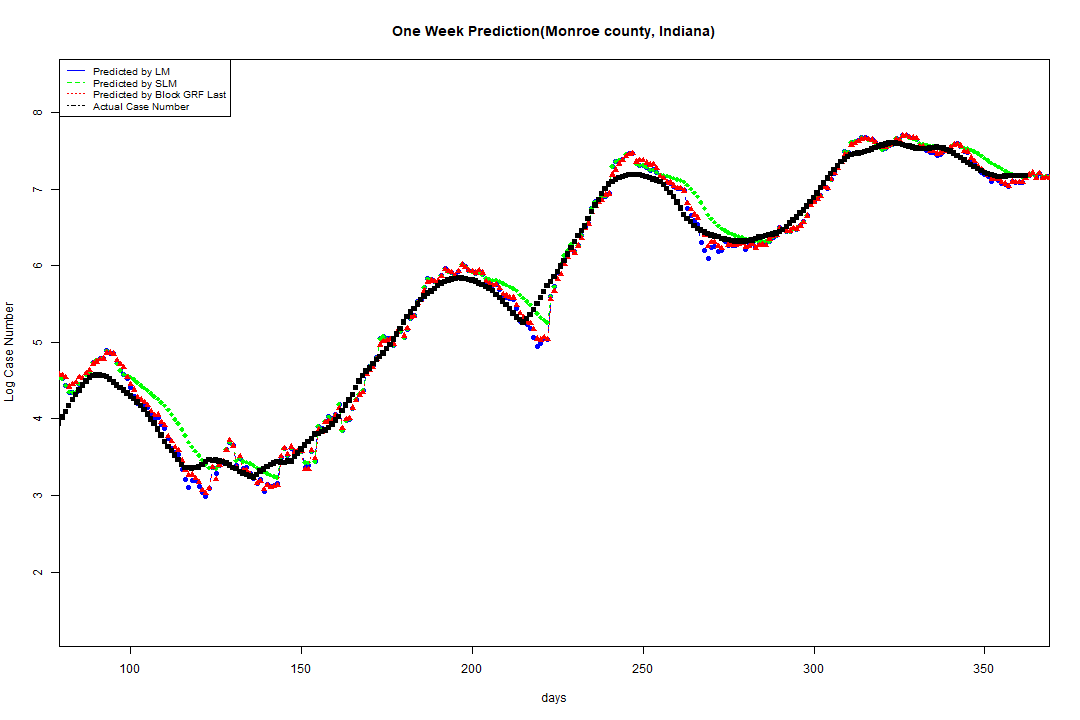 One Week Prediction(Monroe county, Indiana)
Predicted by LM
Predicted by SLM
Predicted by Block GRF Last
Actual Case Number
8
7
6
5
4
3
2
Log Case Number
100 150 200 250 300 350
days